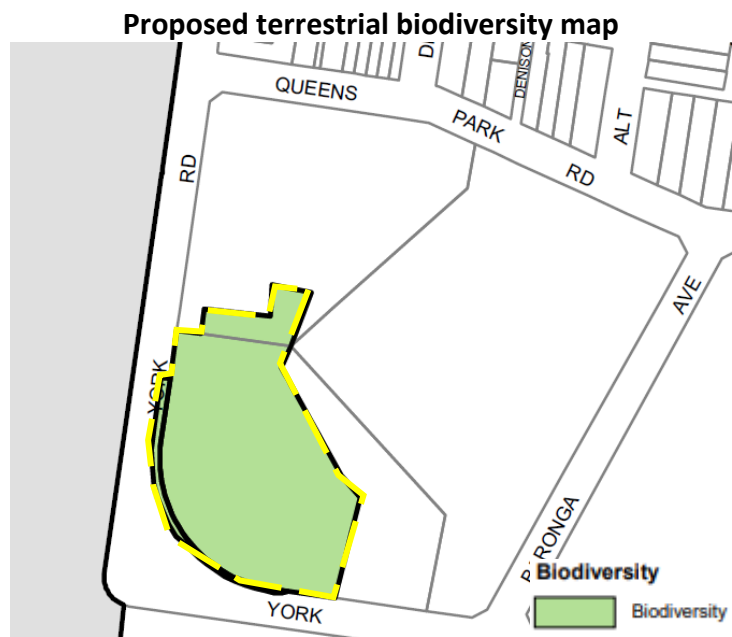 Proposed terrestrial biodiversity map
QUEENS
PARK
RD
DENISON
ALT
RD
AVE
YORK
YORK
Biodiversity
Biodiversity